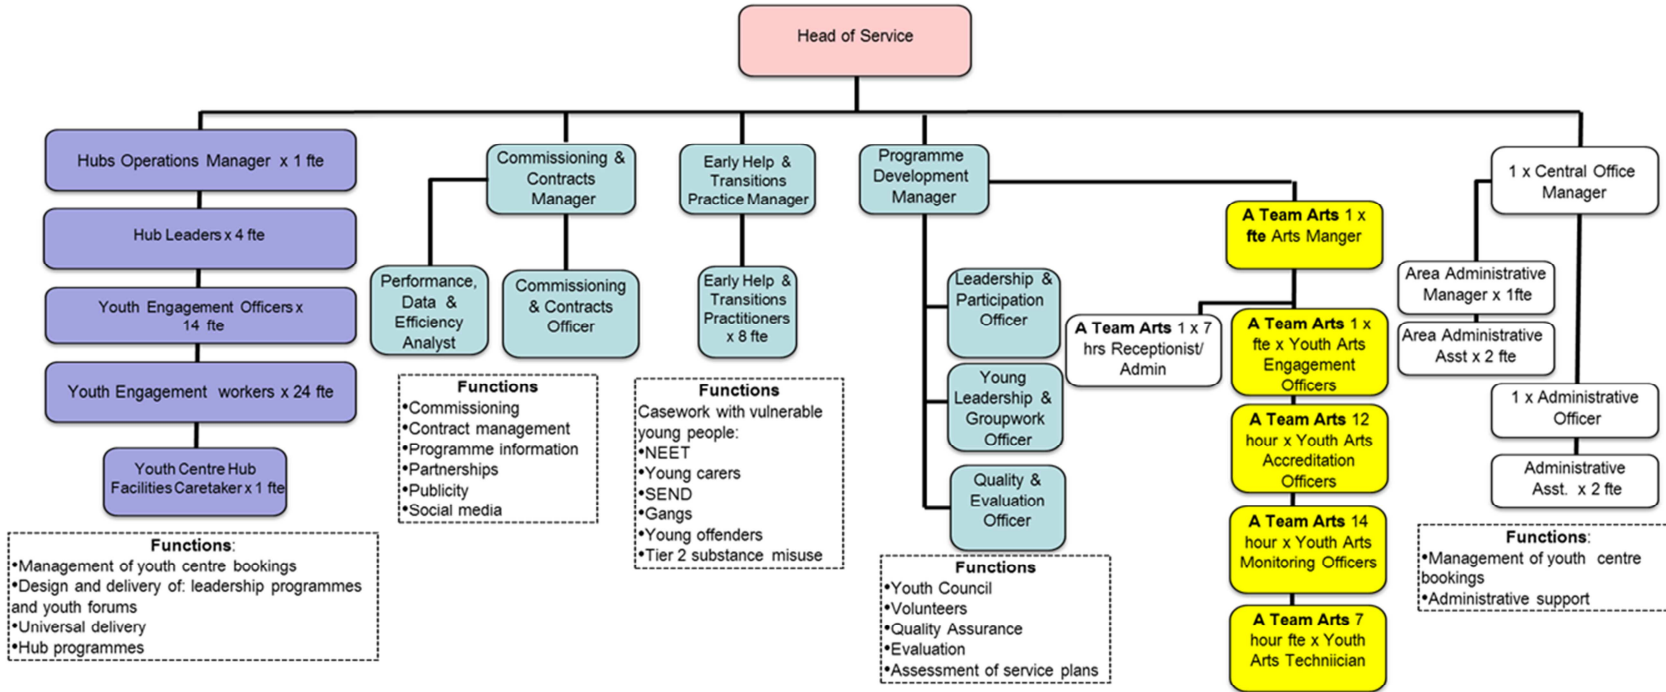 Head of Service
Hubs Operations Manager x 1 fte
Hub Leaders x 4 fte
Youth Engagement Officers x
14 fte
Youth Engagement workers x 24 fte
Youth Centre Hub
Facilities Caretaker x 1 fte
Functions:
•Management of youth centre bookings
•Design and delivery of: leadership programmes
and youth forums
•Universal delivery
•Hub programmes
Commissioning &
Contracts
Manager
Performance,
Data &
Efficiency
Analyst
Commissioning
& Contracts
Officer
Functions
•Commissioning
•Contract management
•Programme information
•Partnerships
•Publicity
•Social media
Early Help &
Transitions
Practice Manager
Early Help &
Transitions
Practitioners
x 8 fte
Functions
Casework with vulnerable
young people:
•NEET
•Young carers
•SEND
•Gangs
•Young offenders
•Tier 2 substance misuse
Programme
Development
Manager
Leadership &
Participation
Officer
Young
Leadership &
Groupwork
Officer
Quality &
Evaluation
Officer
Functions
•Youth Council
•Volunteers
•Quality Assurance
•Evaluation
•Assessment of service plans
A Team Arts 1 x
fte Arts Manger
A Team Arts 1 x 7
hrs Receptionist/
Admin
A Team Arts 1 x
fte x Youth Arts
Engagement
Officers
A Team Arts 12
hour x Youth Arts
Accreditation
Officers
A Team Arts 14
hour x Youth Arts
Monitoring Officers
A Team Arts 7
hour fte x Youth
Arts Techniician
1 x Central Office
Manager
Area Administrative
Manager x 1fte
Area Administrative
Asst x 2 fte
1 x Administrative
Officer
Administrative
Asst. x 2 fte
Functions:
•Management of youth centre
bookings
•Administrative support